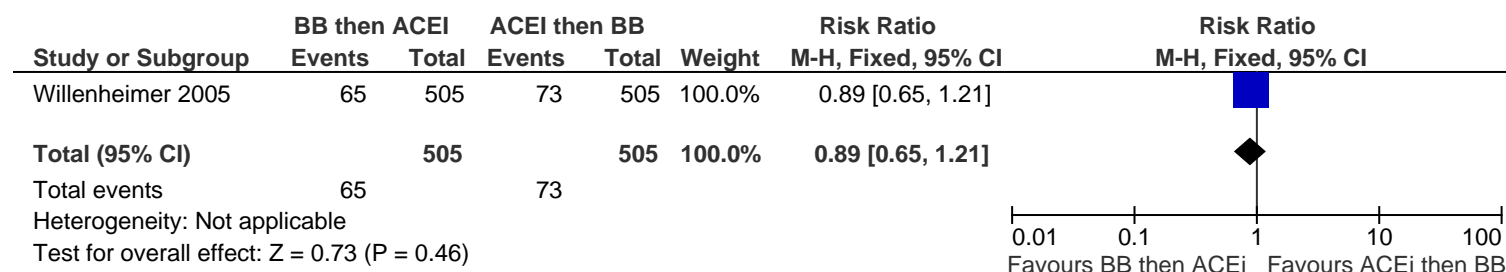 BB then ACEI ACEI then BB Risk Ratio Risk Ratio
Study or Subgroup Events Total Events Total Weight M-H, Fixed, 95% CI M-H, Fixed, 95% CI
Willenheimer 2005 65 505 73 505 100.0% 0.89 [0.65, 1.21]
Total (95% CI) 505 505 100.0% 0.89 [0.65, 1.21]
Total events 65 73
Heterogeneity: Not applicable
Test for overall effect: Z = 0.73 (P = 0.46)
0.01 0.1 1 10 100
Favours BB then ACEi Favours ACEi then BB